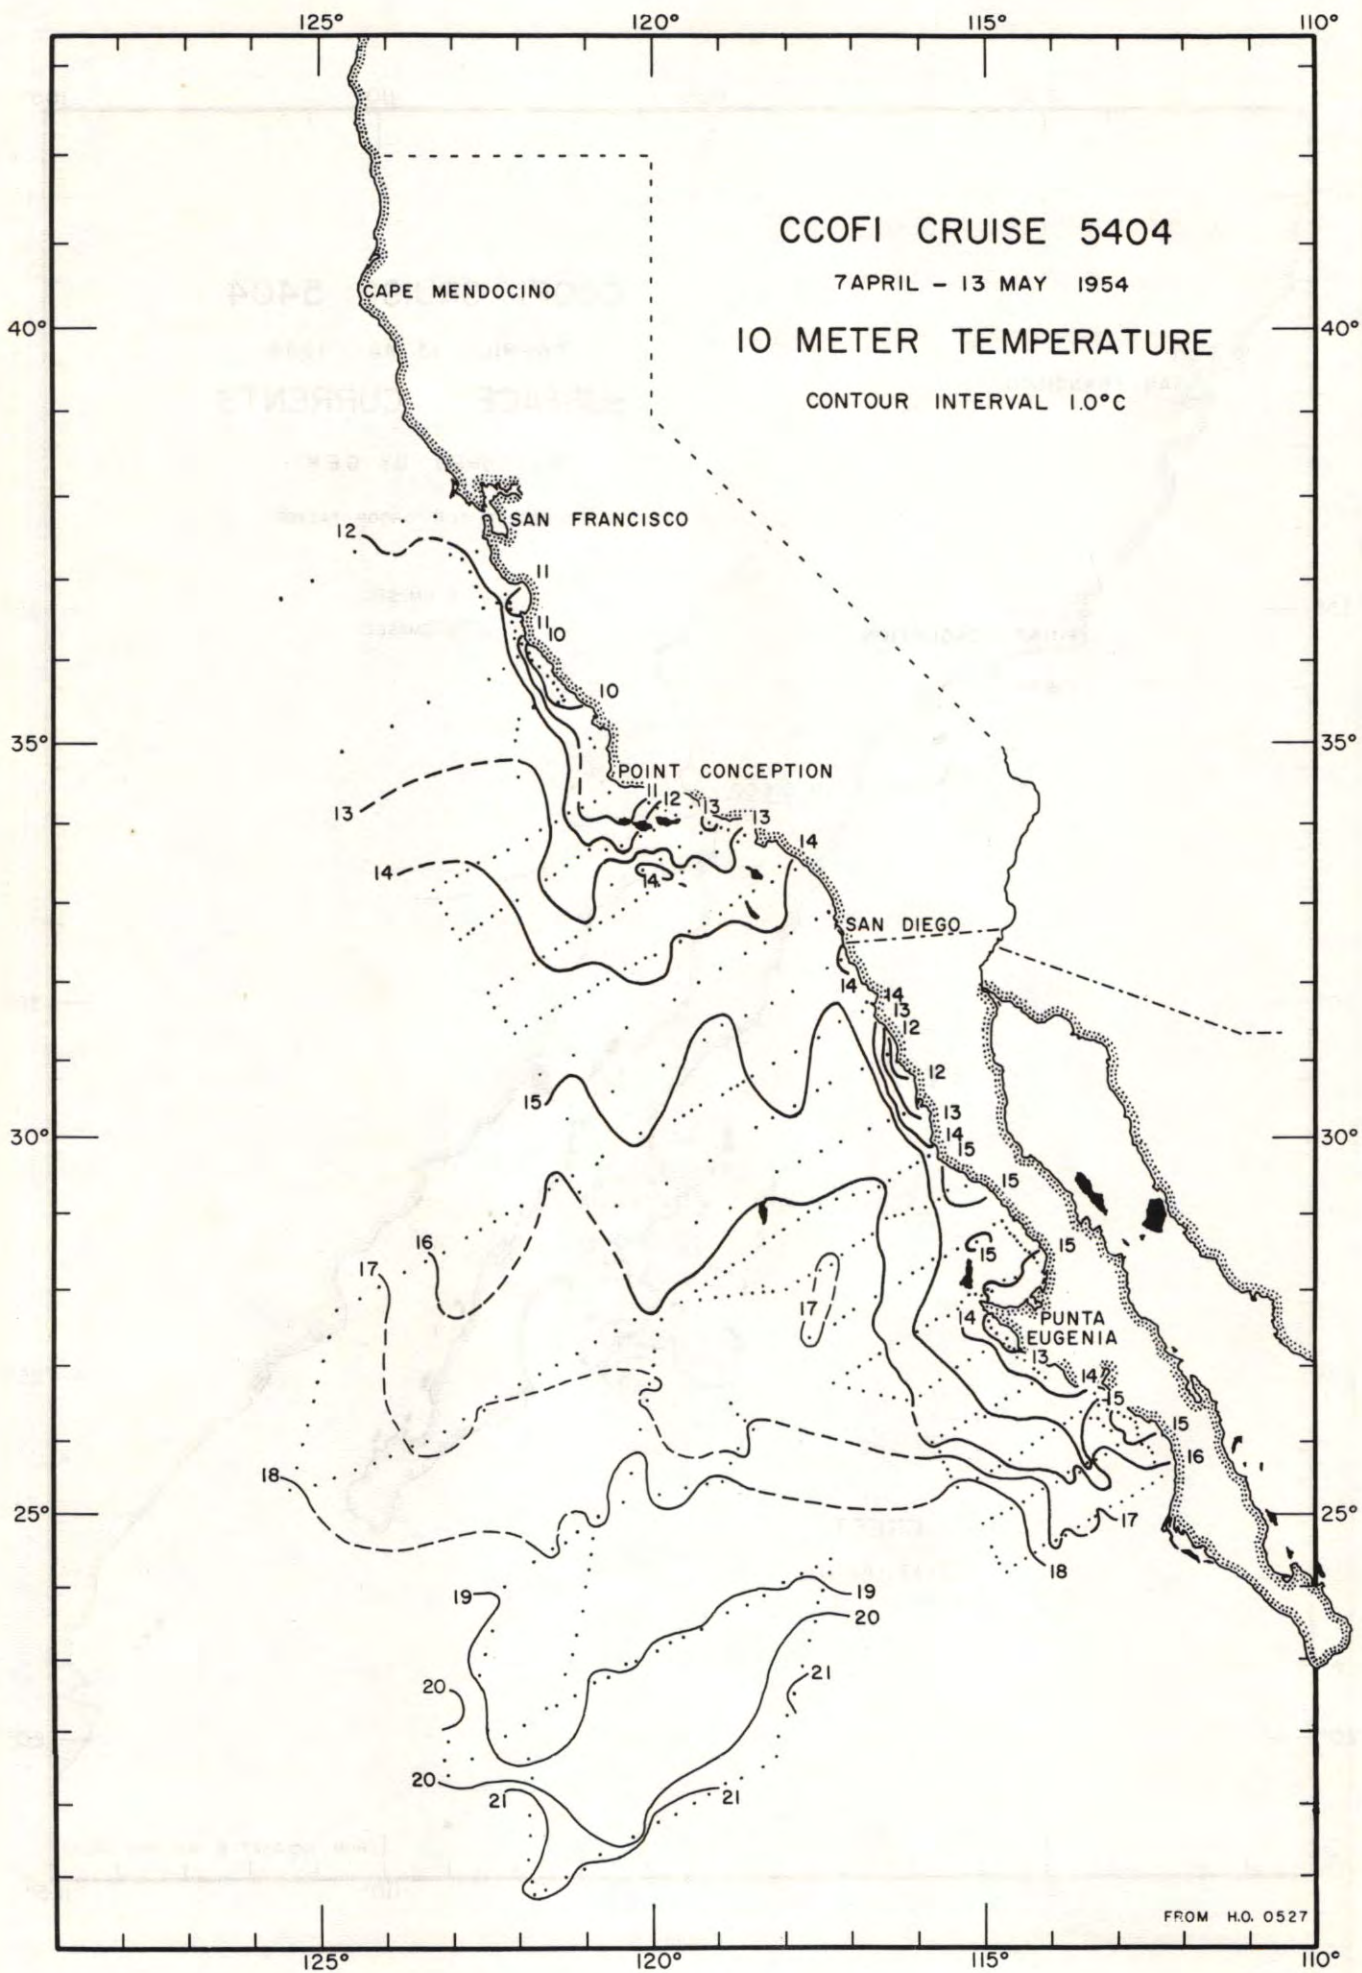 125° 120° 115° 110°
CCOFI CRUISE 5404
7 APRIL - 13 MAY 1954
CAPE MENDOCINO
40° 10 METER TEMPERATURE 40°
CONTOUR INTERVAL 1.0°C
SAN FRANCISCO
12
11
11
10
10
35° 35°
POINT CONCEPTION
11
12
13 13 13
14
14 14
SAN DIEGO
14 14
13
12
12
15 13
30° 14 30°
15
15
16 15 15
17
17 14 PUNTA
EUGENIA
13
14
15
15
16
18
25° 17 25°
18
19 19
20
21
20
20
21 21
FROM H.O. 0527
125° 120° 115° 110°